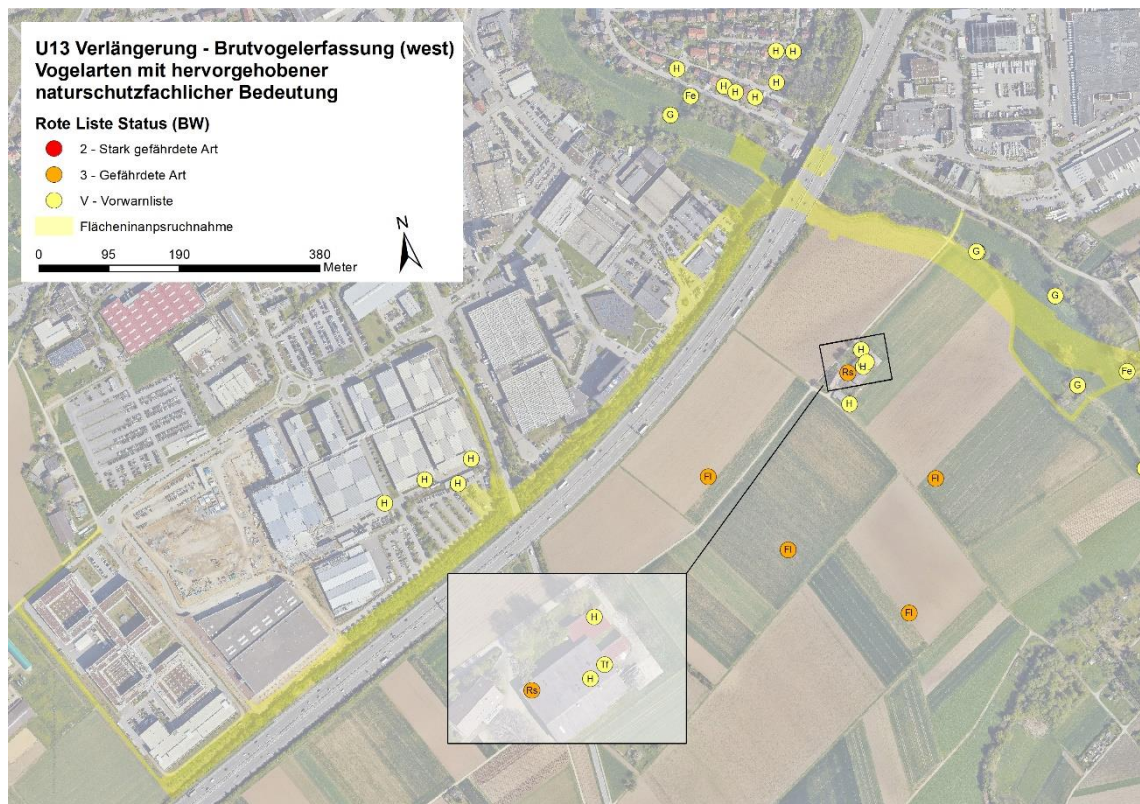 U13 Verlängerung - Brutvogelerfassung (west)
Vogelarten mit hervorgehobener
naturschutzfachlicher Bedeutung
Rote Liste Status (BW)
2 - Stark gefährdete Art
3 - Gefährdete Art
V - Vorwarnliste
Flächeninanpsruchnahme
N
0 95 190 380
Meter
H H
H
H H H H
Fe
G
G
G
H
H
Rs
G
Fe
H
H
H
H
H
Fl
Fl
Fl
Fl
H
Tf
H
Rs